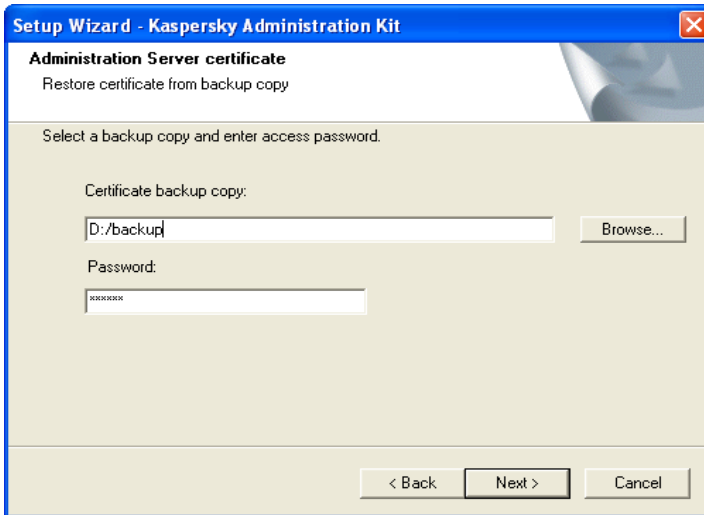 Setup Wizard - Kaspersky Administration Kit
Administration Server certificate
Restore certificate from backup copy
Select a backup copy and enter access password.
Certificate backup copy:
D:/backup
Browse...
Password:
******
< Back
Next >
Cancel